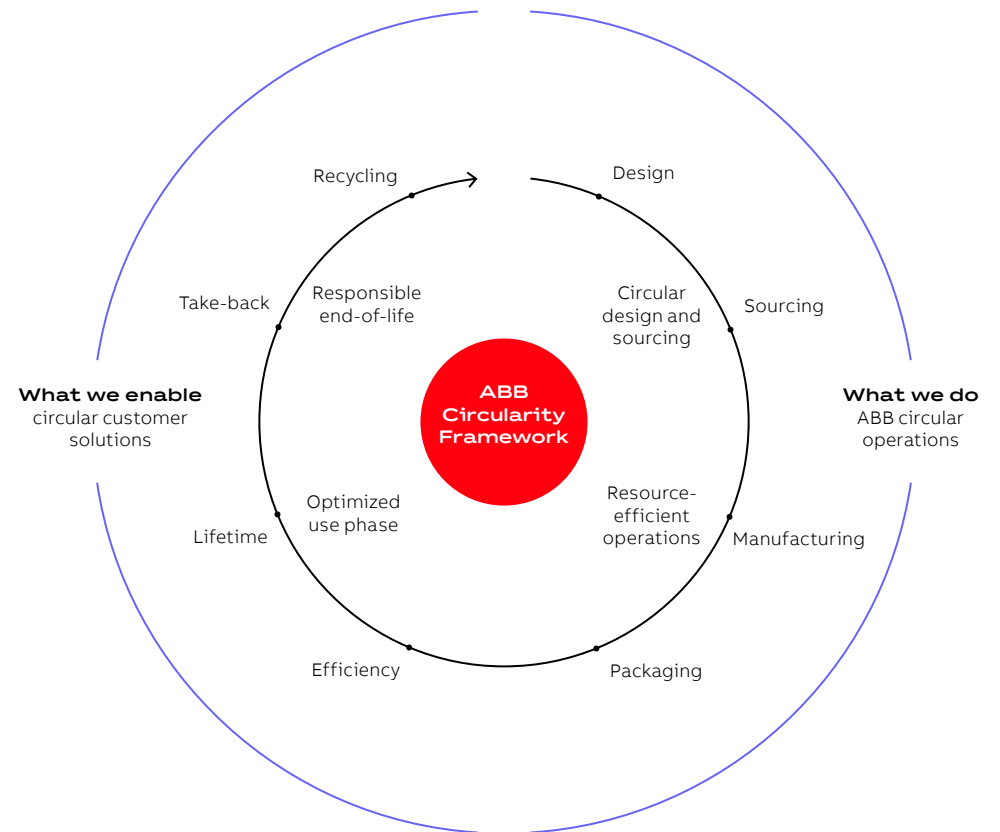 Recycling
Design
Take-back
Responsible
end-of-life
Circular
design and
sourcing
Sourcing
What we enable
circular customer
solutions
ABB
Circularity
Framework
What we do
ABB circular
operations
Lifetime
Optimized
use phase
Resource-
efficient
operations
Manufacturing
Efficiency
Packaging